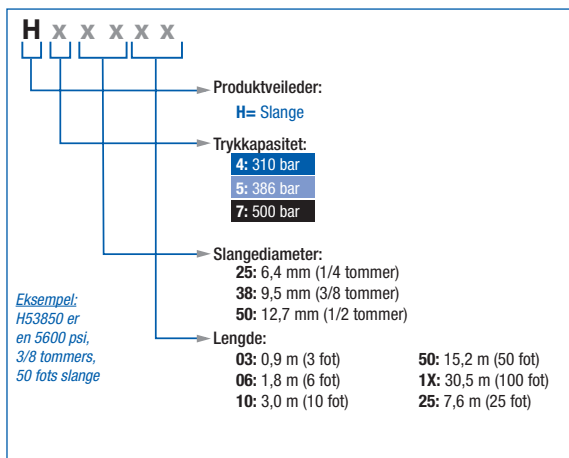 H x x x x x
Produktveileder:
H= Slange
Trykkapasitet:
4: 310 bar
5: 386 bar
7: 500 bar
Slangediameter:
25: 6,4 mm (1/4 tommer)
38: 9,5 mm (3/8 tommer)
50: 12,7 mm (1/2 tommer)
Eksempel:
H53850 er
en 5600 psi,
3/8 tommers,
50 fots slange
Lengde:
03: 0,9 m (3 fot) 50: 15,2 m (50 fot)
06: 1,8 m (6 fot) 1X: 30,5 m (100 fot)
10: 3,0 m (10 fot) 25: 7,6 m (25 fot)